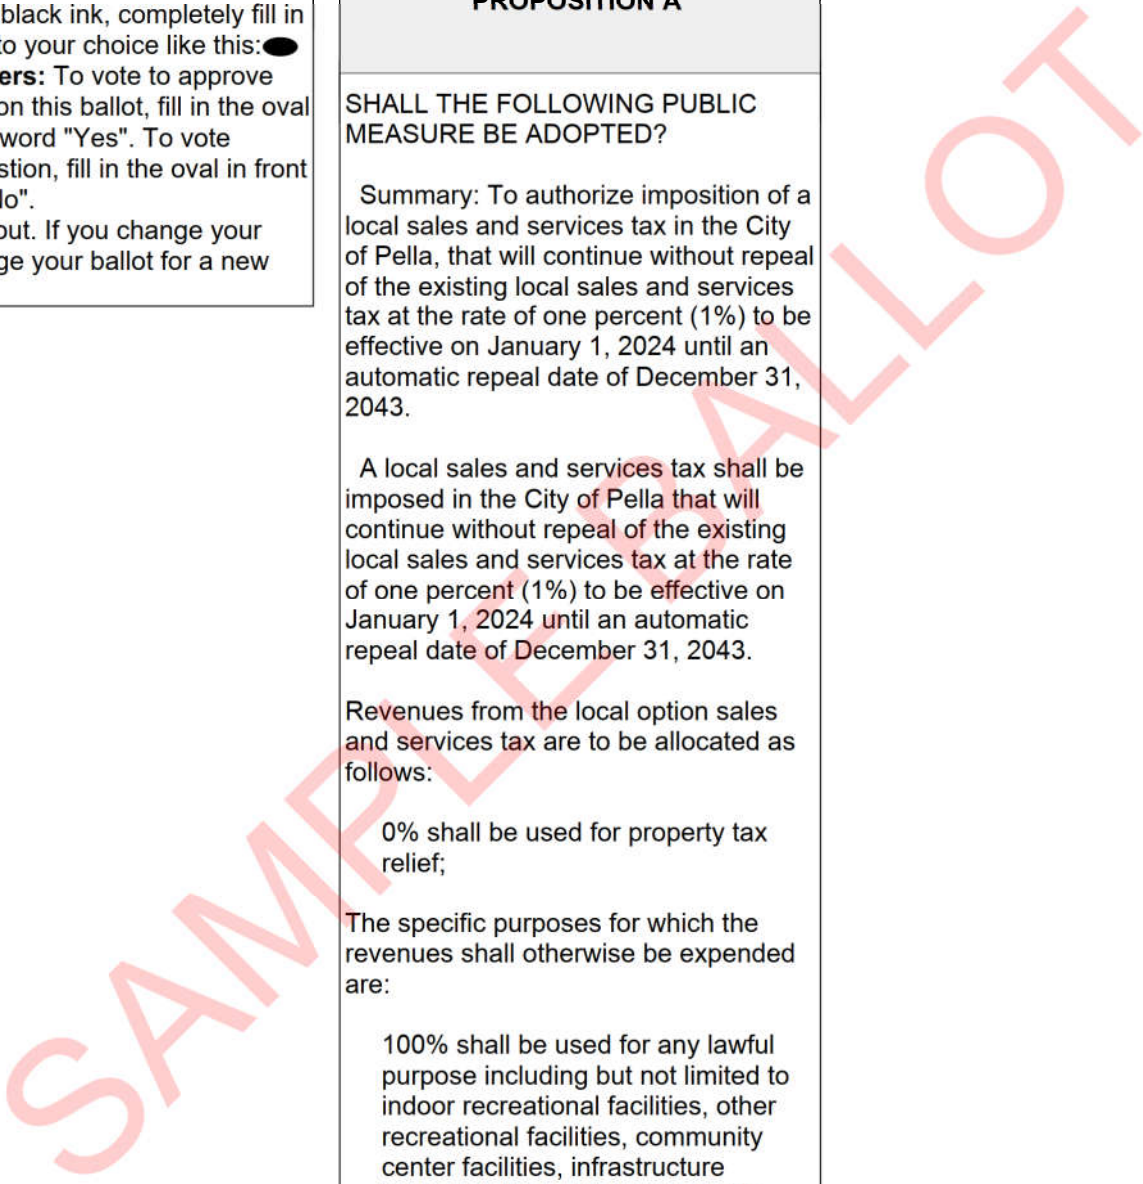 black ink, completely fill in
to your choice like this:
ers: To vote to approve
on this ballot, fill in the oval
word "Yes". To vote
stion, fill in the oval in front
lo".
out. If you change your
ge your ballot for a new
PROPOSITION A
SHALL THE FOLLOWING PUBLIC
MEASURE BE ADOPTED?
Summary: To authorize imposition of a
local sales and services tax in the City
of Pella, that will continue without repeal
of the existing local sales and services
tax at the rate of one percent (1%) to be
effective on January 1, 2024 until an
automatic repeal date of December 31,
2043.
A local sales and services tax shall be
imposed in the City of Pella that will
continue without repeal of the existing
local sales and services tax at the rate
of one percent (1%) to be effective on
January 1, 2024 until an automatic
repeal date of December 31, 2043.
Revenues from the local option sales
and services tax are to be allocated as
follows:
0% shall be used for property tax
relief;
The specific purposes for which the
revenues shall otherwise be expended
are:
100% shall be used for any lawful
purpose including but not limited to
indoor recreational facilities, other
recreational facilities, community
center facilities, infrastructure
SAMPLE BALLOT